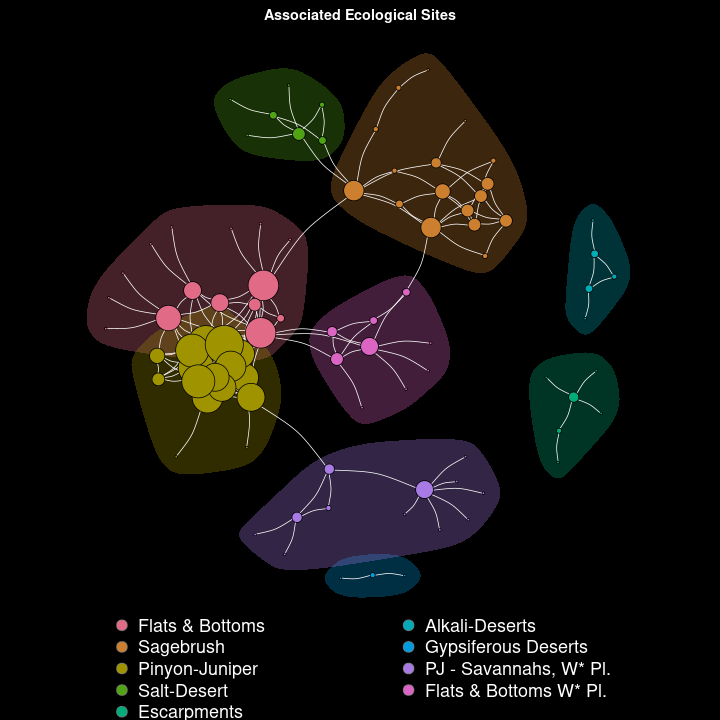 Associated Ecological Sites
Flats & Bottoms
Sagebrush
Pinyon-Juniper
Salt-Desert
Escarpments
Alkali-Deserts
Gypsiferous Deserts
PJ - Savannahs, W* Pl.
Flats & Bottoms W* Pl.